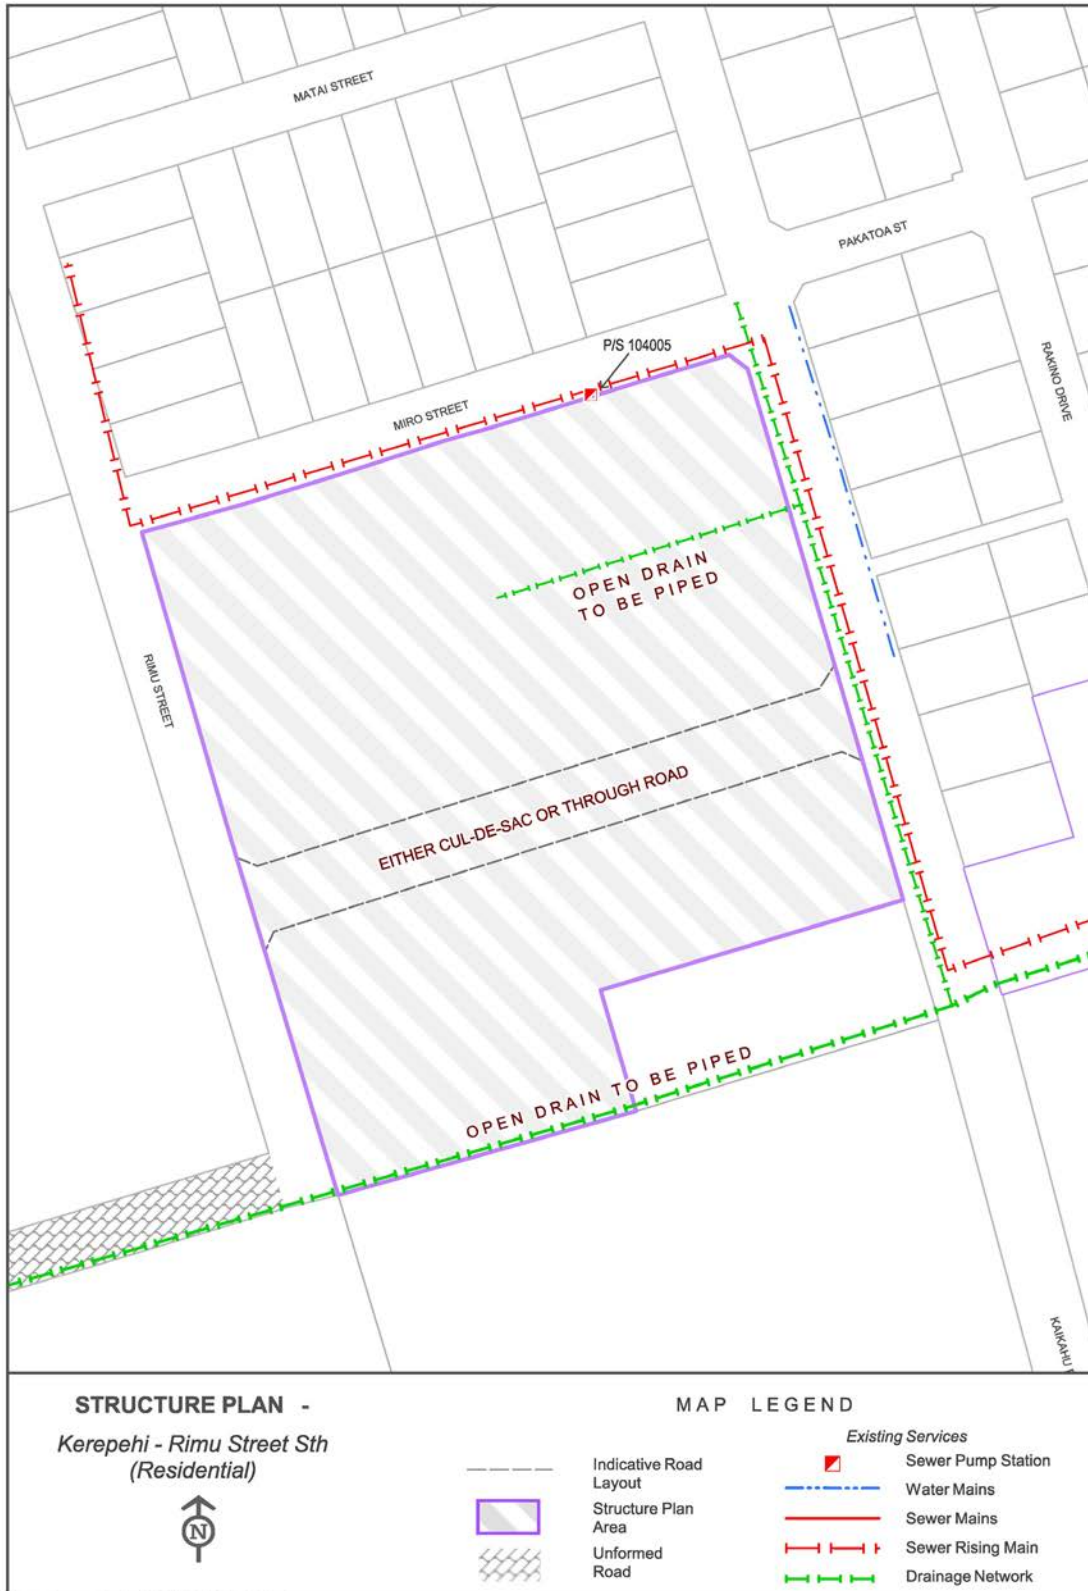 MATAI STREET
PAKATOA ST
P/S 104005
RAKINO DRIVE
MIRO STREET
OPEN DRAIN
TO BE PIPED
RIMU STREET
EITHER CUL-DE-SAC OR THROUGH ROAD
OPEN DRAIN TO BE PIPED
KAIKAHU
STRUCTURE PLAN -
Kerepehi - Rimu Street Sth
(Residential)
N
MAP LEGEND
Indicative Road
Layout
Structure Plan
Area
Unformed
Road
Existing Services
Sewer Pump Station
Water Mains
Sewer Mains
Sewer Rising Main
Drainage Network